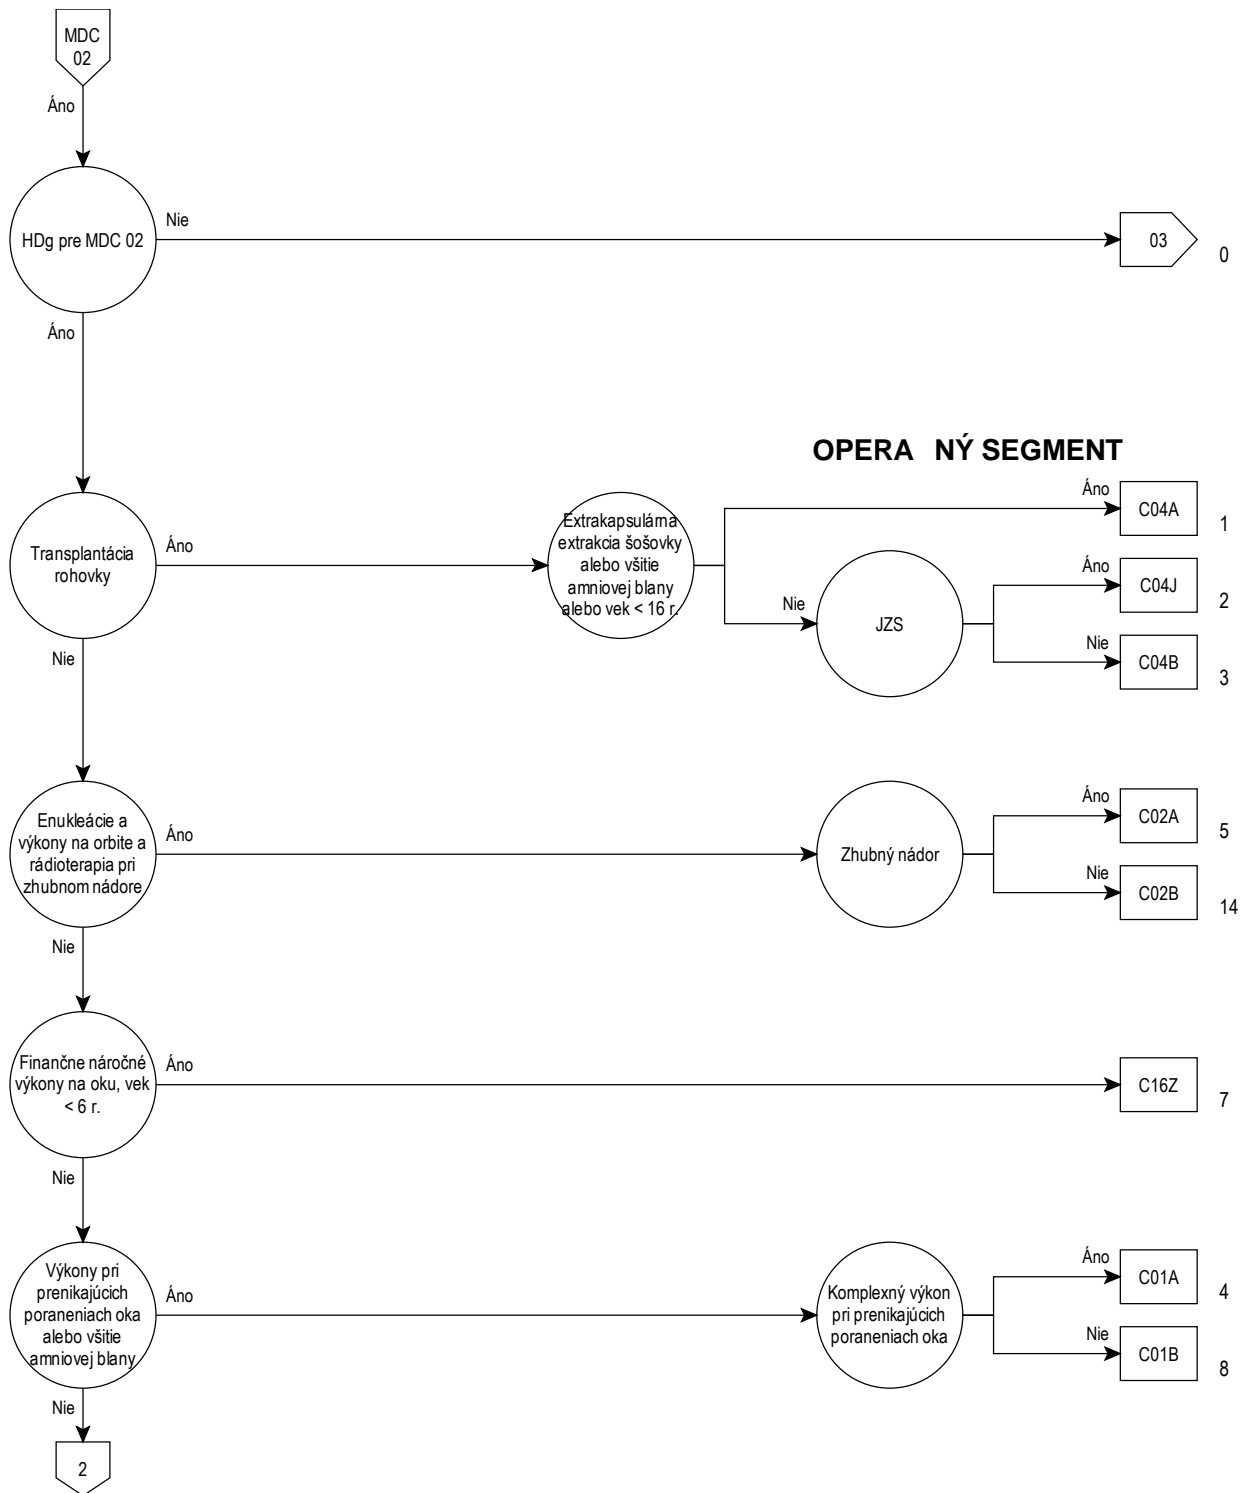 MDC
02
Áno
HDg pre MDC 02
Nie
03
0
Áno
OPERA NÝ SEGMENT
Transplantácia
rohovky
Áno
Extrakapsulárna
extrakcia šošovky
alebo všitie
amniovej blany
alebo vek < 16 r.
Áno
C04A
1
Nie
JZS
Áno
C04J
2
Nie
C04B
3
Nie
Enukleácie a
výkony na orbite a
rádioterapia pri
zhubnom nádore
Áno
Zhubný nádor
Áno
C02A
5
Nie
C02B
14
Nie
Finančne náročné
výkony na oku, vek
< 6 r.
Áno
C16Z
7
Nie
Výkony pri
prenikajúcich
poraneniach oka
alebo všitie
amniovej blany
Áno
Komplexný výkon
pri prenikajúcich
poraneniach oka
Áno
C01A
4
Nie
C01B
8
Nie
2